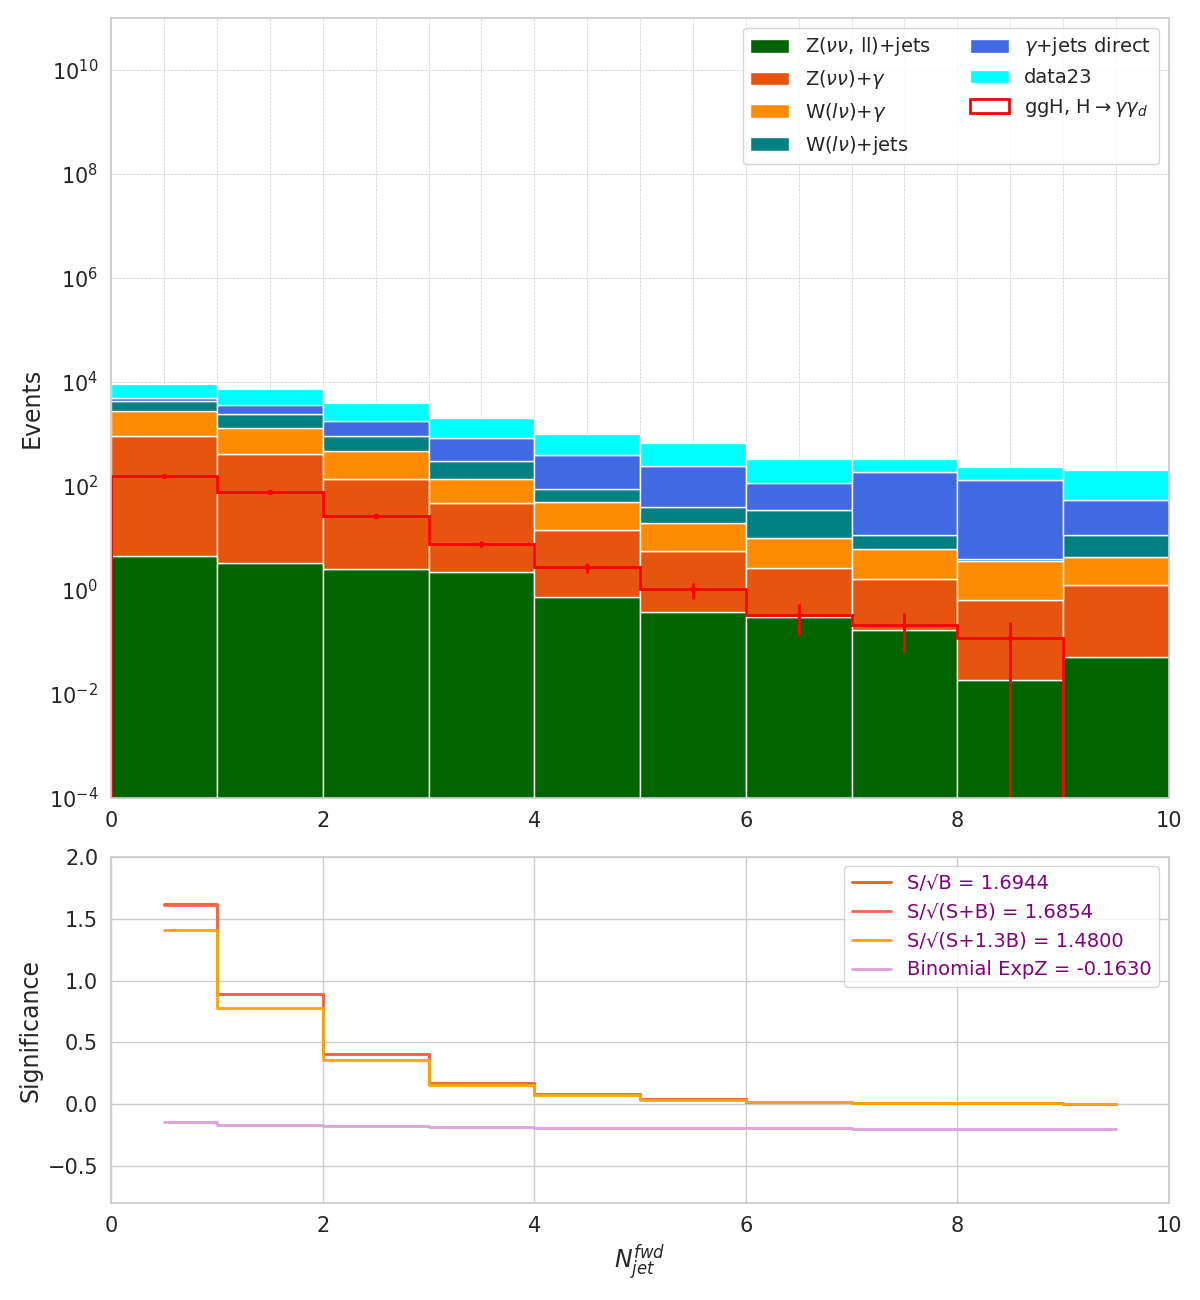 Z(νν, ll)+jets
Z(νν)+γ
W(lν)+γ
W(lν)+jets
γ+jets direct
data23
ggH, H→γγ_d
Events
10^10
10^8
10^6
10^4
10^2
10^0
10^−2
10^−4
0 2 4 6 8 10
S/√B = 1.6944
S/√(S+B) = 1.6854
S/√(S+1.3B) = 1.4800
Binomial ExpZ = -0.1630
Significance
2.0
1.5
1.0
0.5
0.0
−0.5
0 2 4 6 8 10
N_jet^fwd